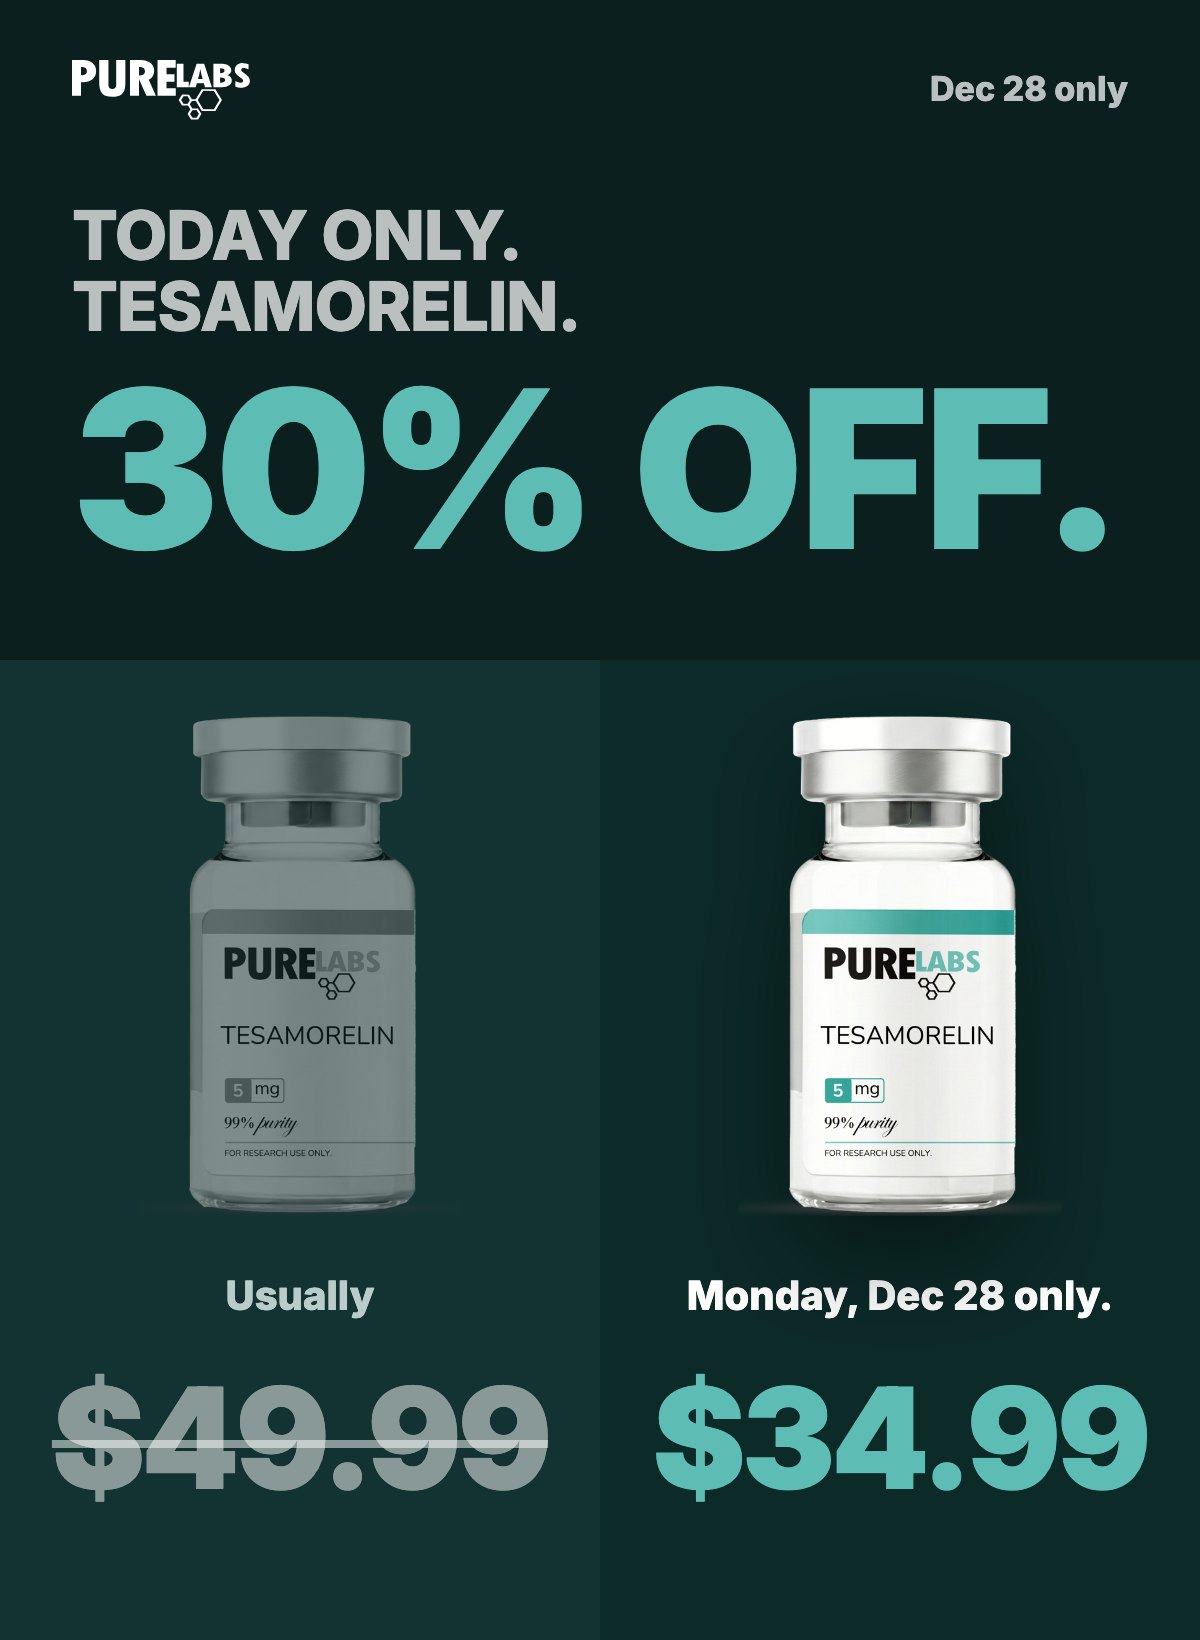 PURELABS
Dec 28 only
TODAY ONLY.
TESAMORELIN.
30% OFF.
PURELABS
TESAMORELIN
5 mg
99% purity
FOR RESEARCH USE ONLY.
Usually
$49.99
PURELABS
TESAMORELIN
5 mg
99% purity
FOR RESEARCH USE ONLY.
Monday, Dec 28 only.
$34.99